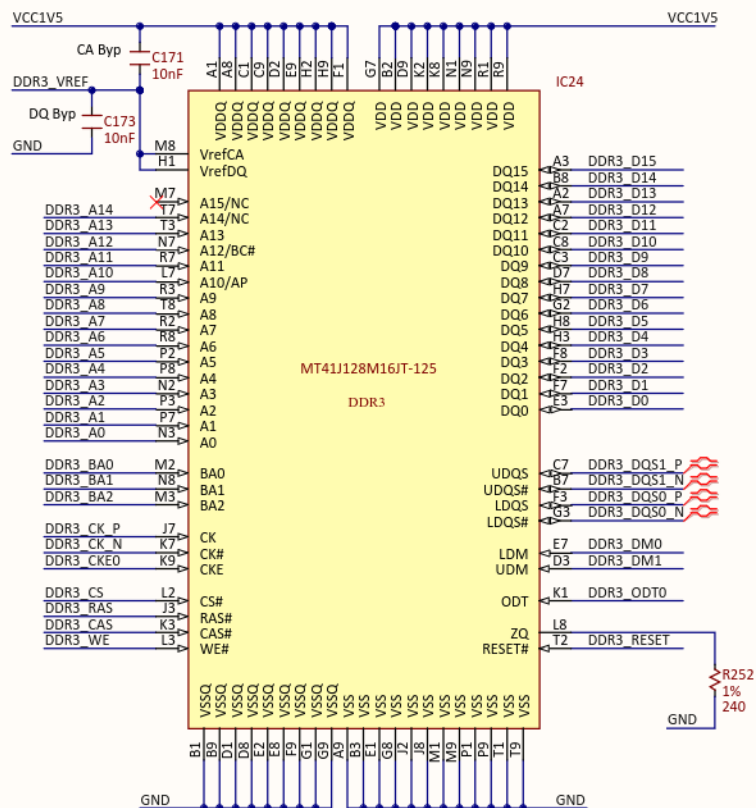 VCC1V5
VCC1V5
CA Byp
C171
10nF
DDR3_VREF
DQ Byp
C173
10nF
GND
A1 A8 C1 C9 D2 E9 H2 H9 F1
G7 B2 D9 K2 K8 N1 N9 R1 R9
IC24
VDDQ VDDQ VDDQ VDDQ VDDQ VDDQ VDDQ VDDQ VDDQ
VDD VDD VDD VDD VDD VDD VDD VDD VDD
M8 VrefCA
H1 VrefDQ
M7 A15/NC
DDR3_A14 T7 A14/NC
DDR3_A13 T3 A13
DDR3_A12 N7 A12/BC#
DDR3_A11 R7 A11
DDR3_A10 L7 A10/AP
DDR3_A9 R3 A9
DDR3_A8 T8 A8
DDR3_A7 R2 A7
DDR3_A6 R8 A6
DDR3_A5 P2 A5
DDR3_A4 P8 A4
DDR3_A3 N2 A3
DDR3_A2 P3 A2
DDR3_A1 P7 A1
DDR3_A0 N3 A0
DDR3_BA0 M2 BA0
DDR3_BA1 N8 BA1
DDR3_BA2 M3 BA2
DDR3_CK_P J7 CK
DDR3_CK_N K7 CK#
DDR3_CKE0 K9 CKE
DDR3_CS L2 CS#
DDR3_RAS J3 RAS#
DDR3_CAS K3 CAS#
DDR3_WE L3 WE#
MT41J128M16JT-125
DDR3
DQ15 A3 DDR3_D15
DQ14 B8 DDR3_D14
DQ13 A2 DDR3_D13
DQ12 A7 DDR3_D12
DQ11 C2 DDR3_D11
DQ10 C8 DDR3_D10
DQ9 C3 DDR3_D9
DQ8 D7 DDR3_D8
DQ7 H7 DDR3_D7
DQ6 G2 DDR3_D6
DQ5 H8 DDR3_D5
DQ4 H3 DDR3_D4
DQ3 F8 DDR3_D3
DQ2 F2 DDR3_D2
DQ1 F7 DDR3_D1
DQ0 E3 DDR3_D0
UDQS C7 DDR3_DQS1_P
UDQS# B7 DDR3_DQS1_N
LDQS F3 DDR3_DQS0_P
LDQS# G3 DDR3_DQS0_N
LDM E7 DDR3_DM0
UDM D3 DDR3_DM1
ODT K1 DDR3_ODT0
ZQ L8
RESET# T2 DDR3_RESET
R252
1%
240
GND
VSSQ VSSQ VSSQ VSSQ VSSQ VSSQ VSSQ VSSQ VSSQ VSS VSS VSS VSS VSS VSS VSS VSS VSS VSS VSS VSS
B1 B9 D1 D8 E2 E8 F9 G1 G9 A9 B3 E1 G8 J2 J8 M1 M9 P1 P9 T1 T9
GND
GND